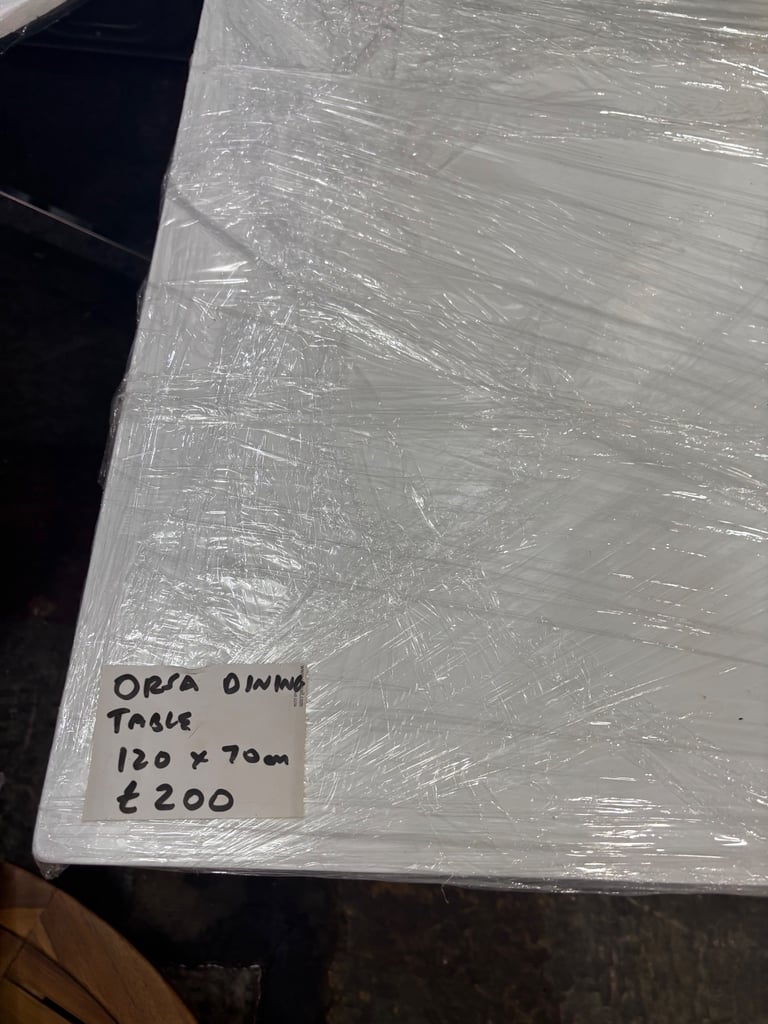 ORSA DINING
TABLE
120 x 70cm
£200